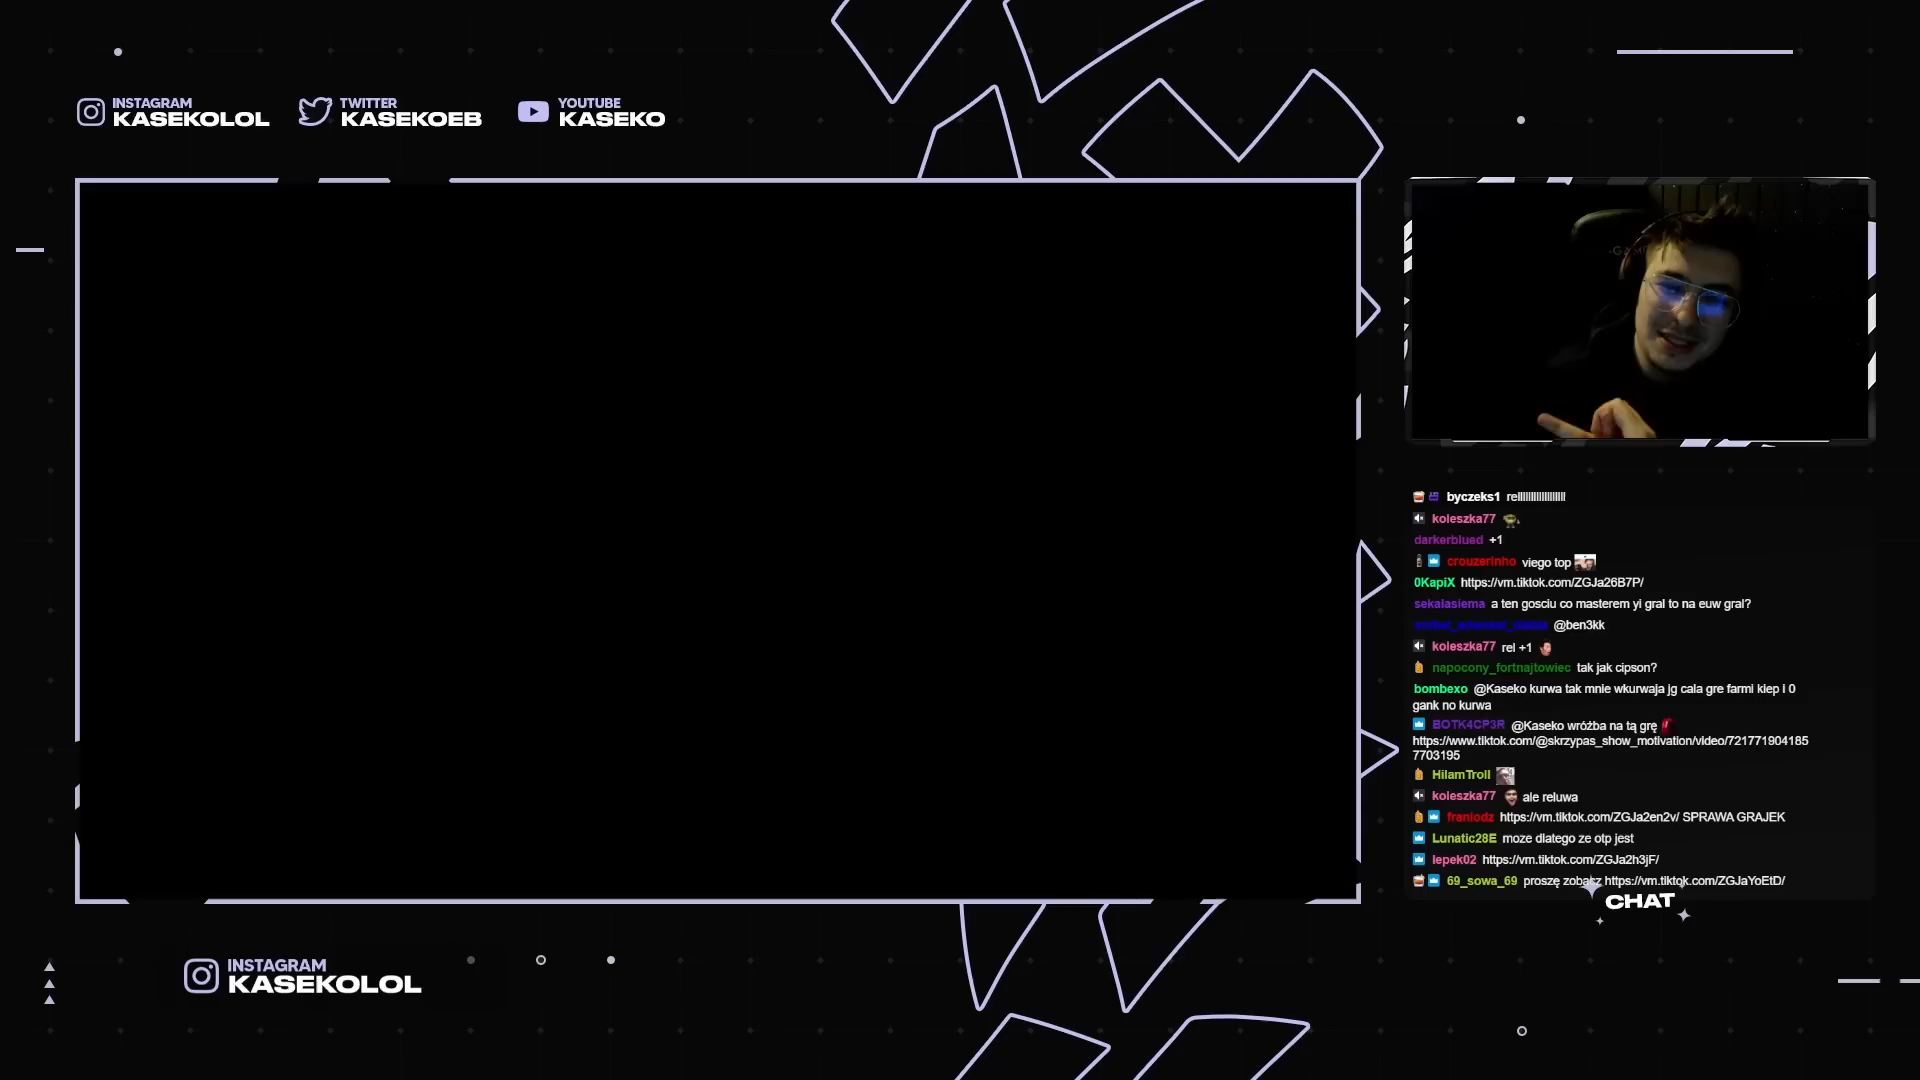 INSTAGRAM
KASEKOLOL
TWITTER
KASEKOEB
YOUTUBE
KASEKO
byczeks1 relllllllllllllllllll
koleszka77
darkerblued +1
crouzerinho viego top
0KapiX https://vm.tiktok.com/ZGJa26B7P/
sekalasiema a ten gosciu co masterem yi gral to na euw gral?
@ben3kk
koleszka77 rel +1
napocony_fortnajtowiec tak jak cipson?
bombexo @Kaseko kurwa tak mnie wkurwaja jg cala gre farmi klep i 0
gank no kurwa
BOTK4CP3R @Kaseko wróżba na tą grę
https://www.tiktok.com/@skrzypas_show_motivation/video/721771904185
7703195
HilamTroll
koleszka77 ale reluwa
franlodz https://vm.tiktok.com/ZGJa2en2v/ SPRAWA GRAJEK
Lunatic28E moze dlatego ze otp jest
lepek02 https://vm.tiktok.com/ZGJa2h3jF/
69_sowa_69 proszę zobacz https://vm.tiktok.com/ZGJaYoEtD/
CHAT
INSTAGRAM
KASEKOLOL